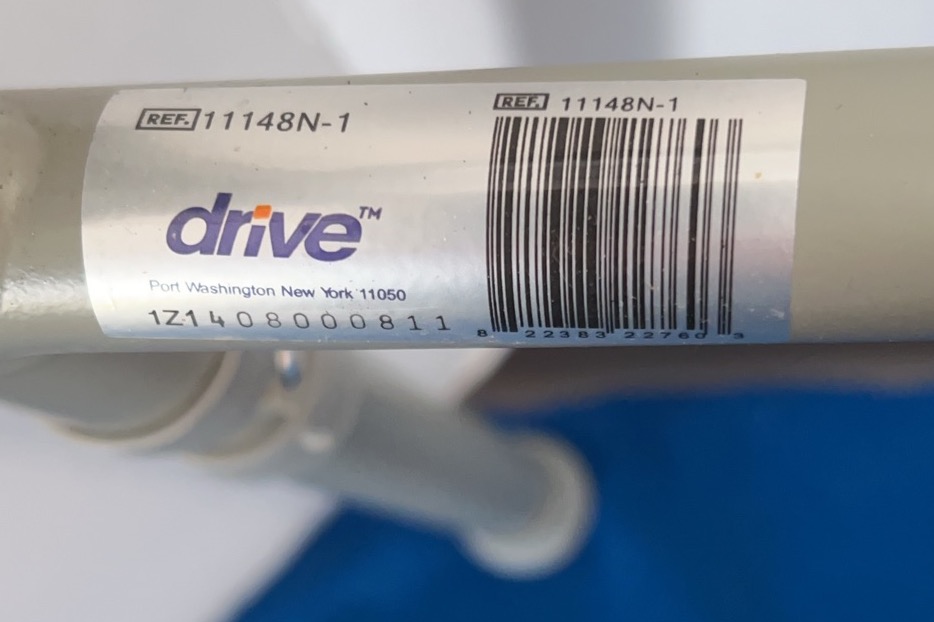 REF. 11148N-1
drive™
Port Washington New York 11050
1Z1408000811
REF. 11148N-1
8 22383 22760 3